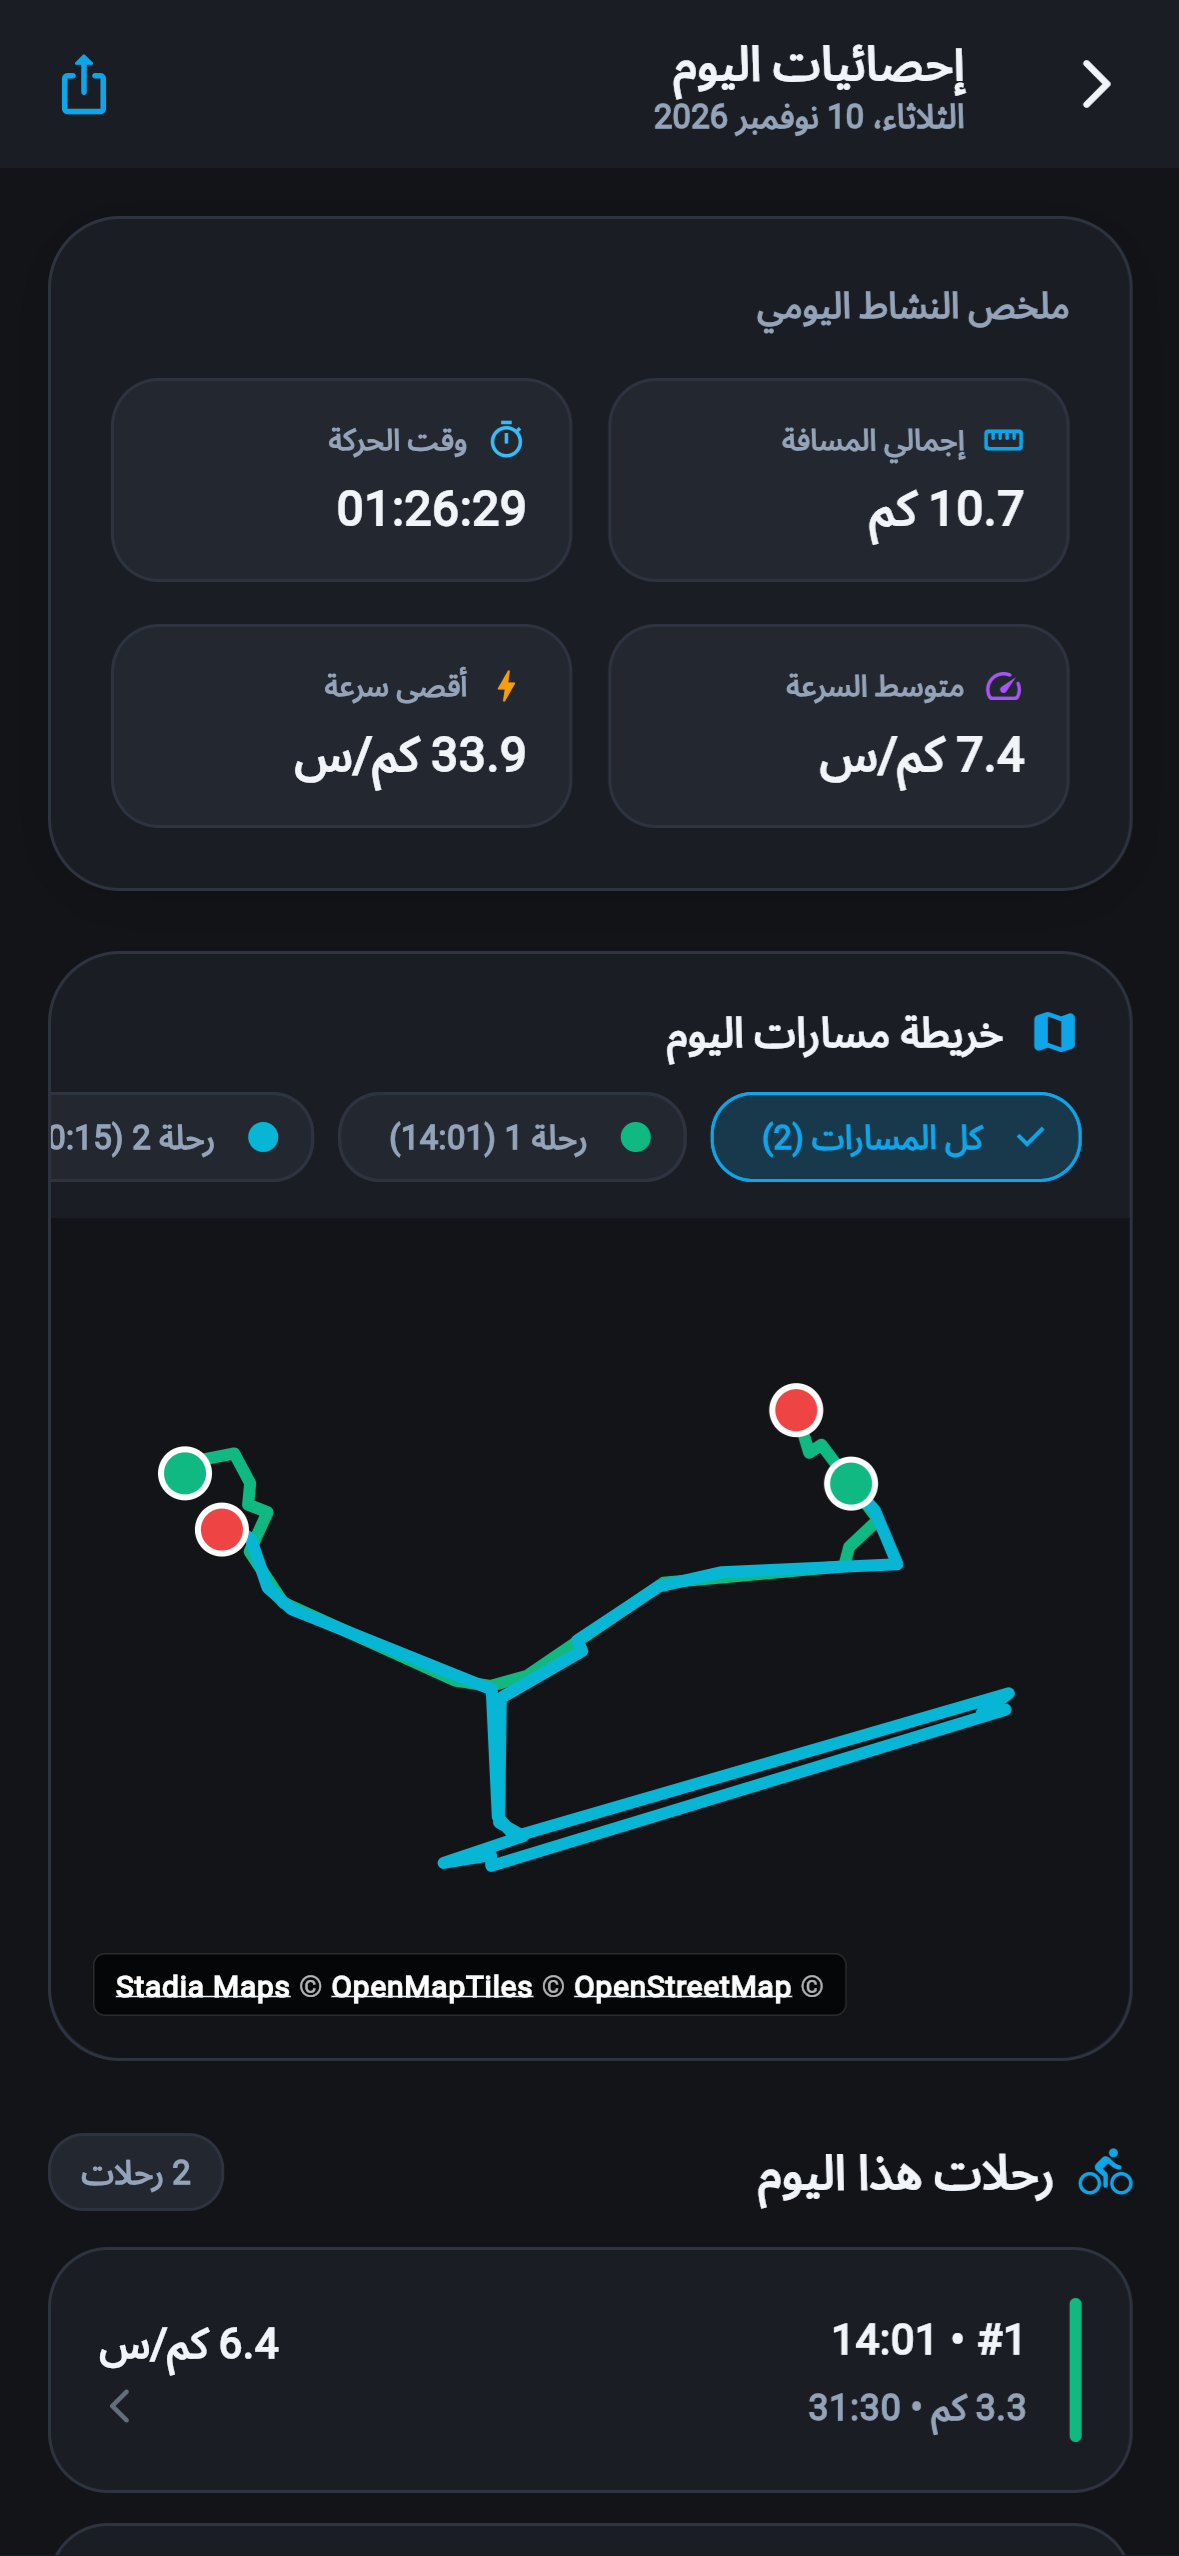 إحصائيات اليوم
الثلاثاء، 10 نوفمبر 2026
ملخص النشاط اليومي
إجمالي المسافة
10.7 كم
وقت الحركة
01:26:29
متوسط السرعة
7.4 كم/س
أقصى سرعة
33.9 كم/س
خريطة مسارات اليوم
كل المسارات (2)
رحلة 1 (14:01)
رحلة 2 (0:15
© OpenStreetMap © OpenMapTiles © Stadia Maps
رحلات هذا اليوم
2 رحلات
#1 • 14:01
3.3 كم • 31:30
6.4 كم/س